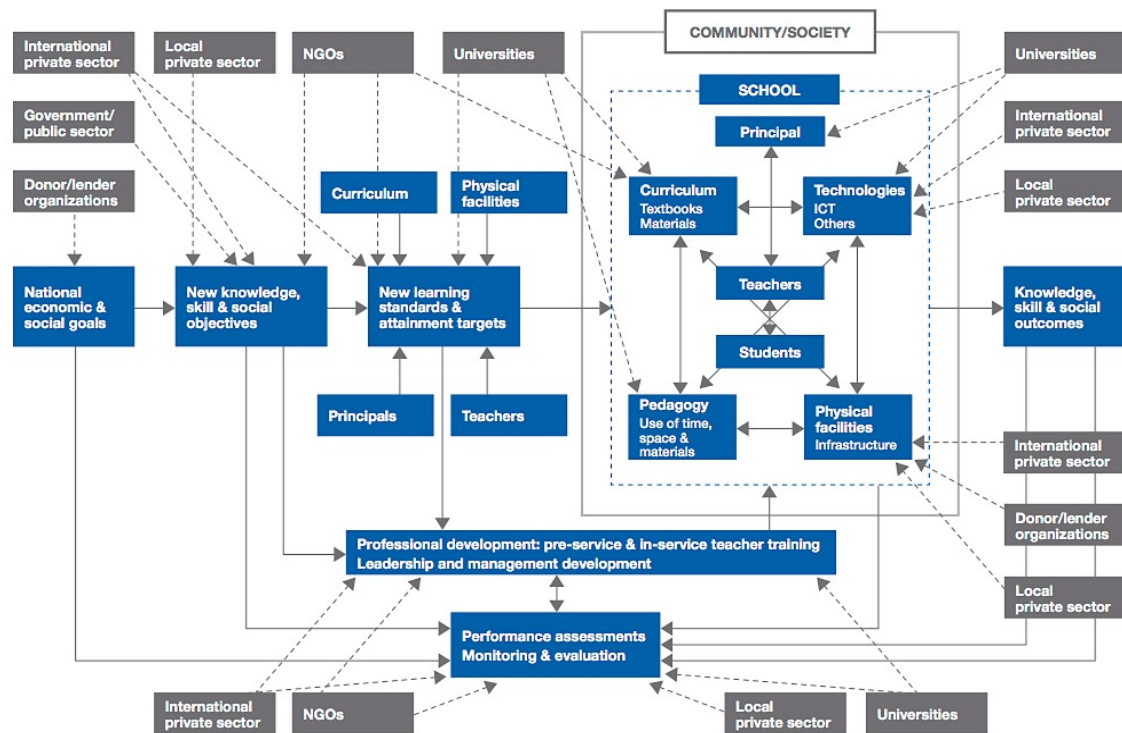 COMMUNITY/SOCIETY
International
private sector
Local
private sector
NGOs
Universities
Universities
SCHOOL
Principal
Government/
public sector
International
private sector
Donor/lender
organizations
Curriculum
Physical
facilities
Curriculum
Textbooks
Materials
Technologies
ICT
Others
Local
private sector
National
economic &
social goals
New knowledge,
skill & social
objectives
New learning
standards &
attainment targets
Teachers
Students
Knowledge,
skill & social
outcomes
Principals
Teachers
Pedagogy
Use of time,
space &
materials
Physical
facilities
Infrastructure
International
private sector
Donor/lender
organizations
Professional development: pre-service & in-service teacher training
Leadership and management development
Local
private sector
Performance assessments
Monitoring & evaluation
International
private sector
NGOs
Local
private sector
Universities